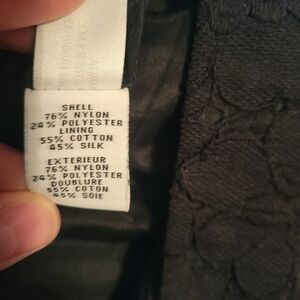 SHELL
76% NYLON
24% POLYESTER
LINING
55% COTTON
45% SILK
EXTERIEUR
76% NYLON
24% POLYESTER
DOUBLURE
55% COTON
45% SOIE